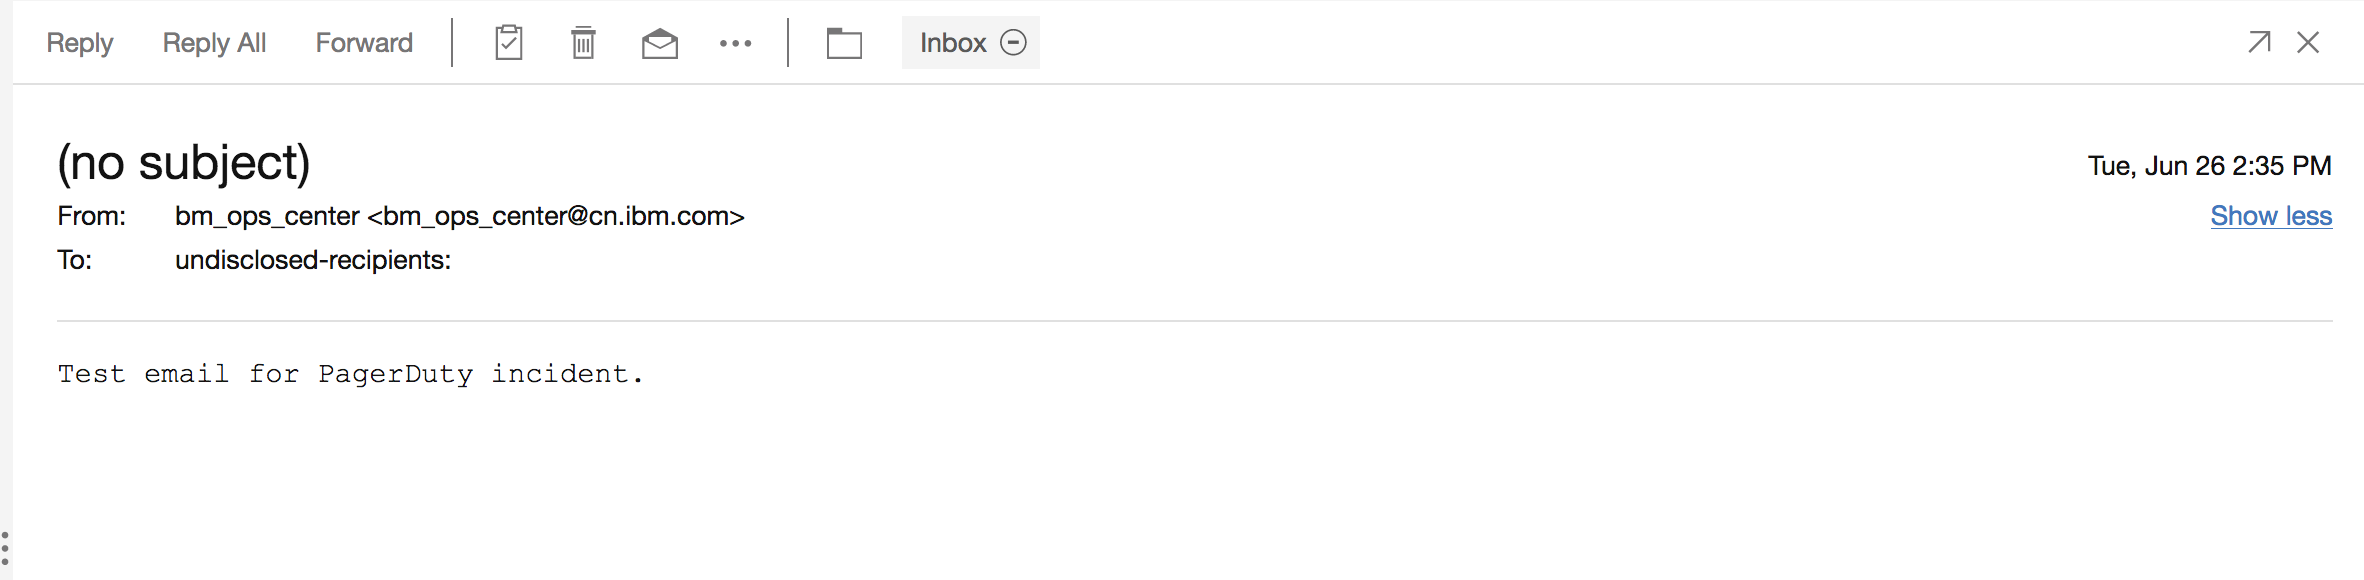 Reply Reply All Forward Inbox
(no subject)
Tue, Jun 26 2:35 PM
From: bm_ops_center <bm_ops_center@cn.ibm.com>
Show less
To: undisclosed-recipients:
Test email for PagerDuty incident.